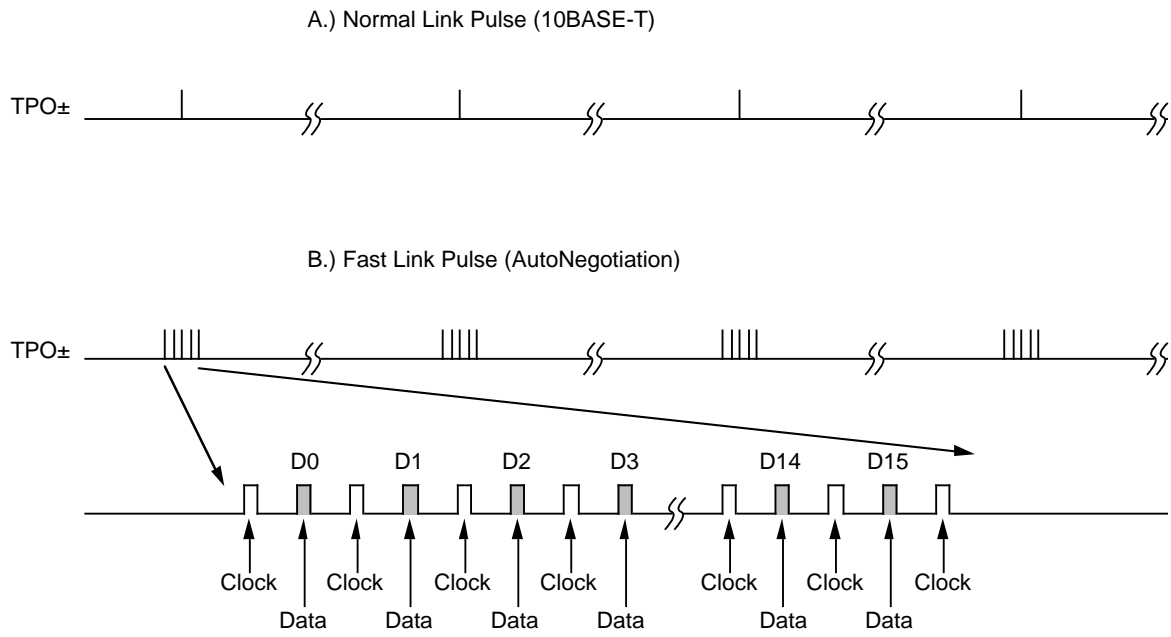 A.) Normal Link Pulse (10BASE-T)
TPO±
B.) Fast Link Pulse (AutoNegotiation)
TPO±
D0 D1 D2 D3 D14 D15
Clock Clock Clock Clock Clock Clock Clock
Data Data Data Data Data Data